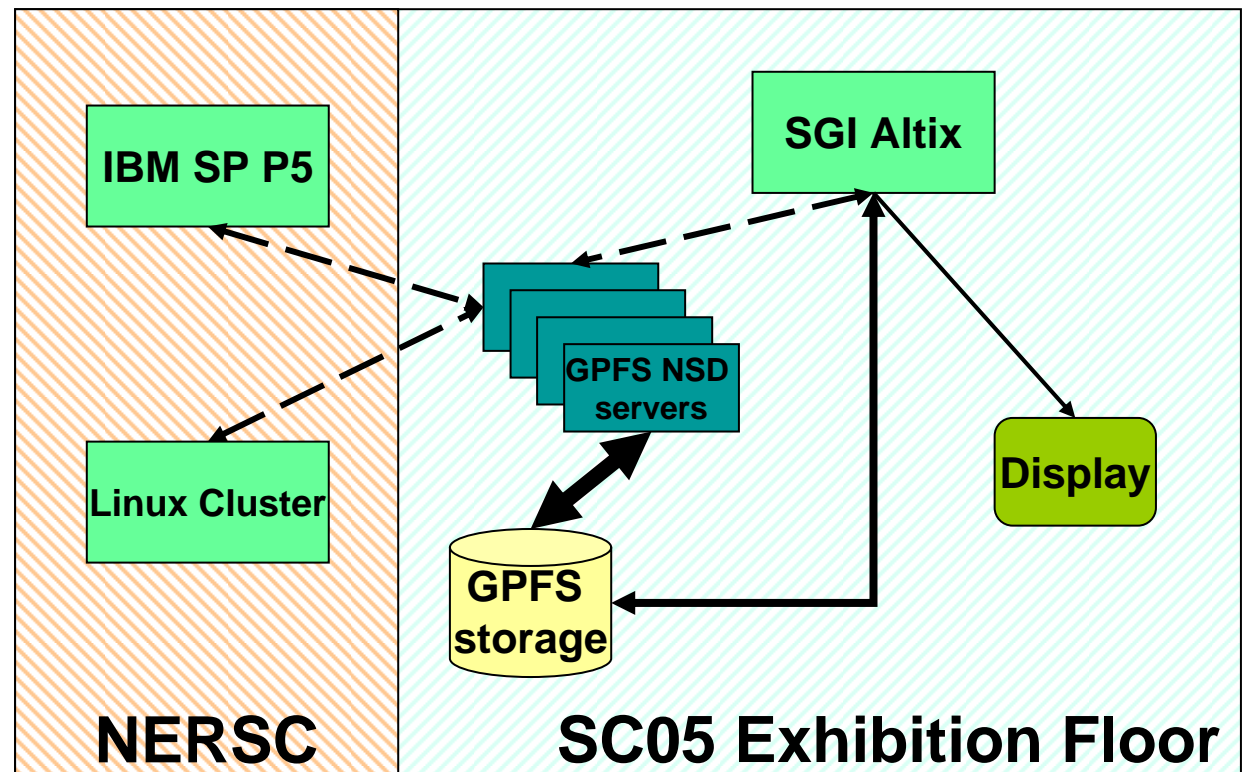 IBM SP P5
SGI Altix
GPFS NSD
servers
Linux Cluster
Display
GPFS
storage
NERSC
SC05 Exhibition Floor